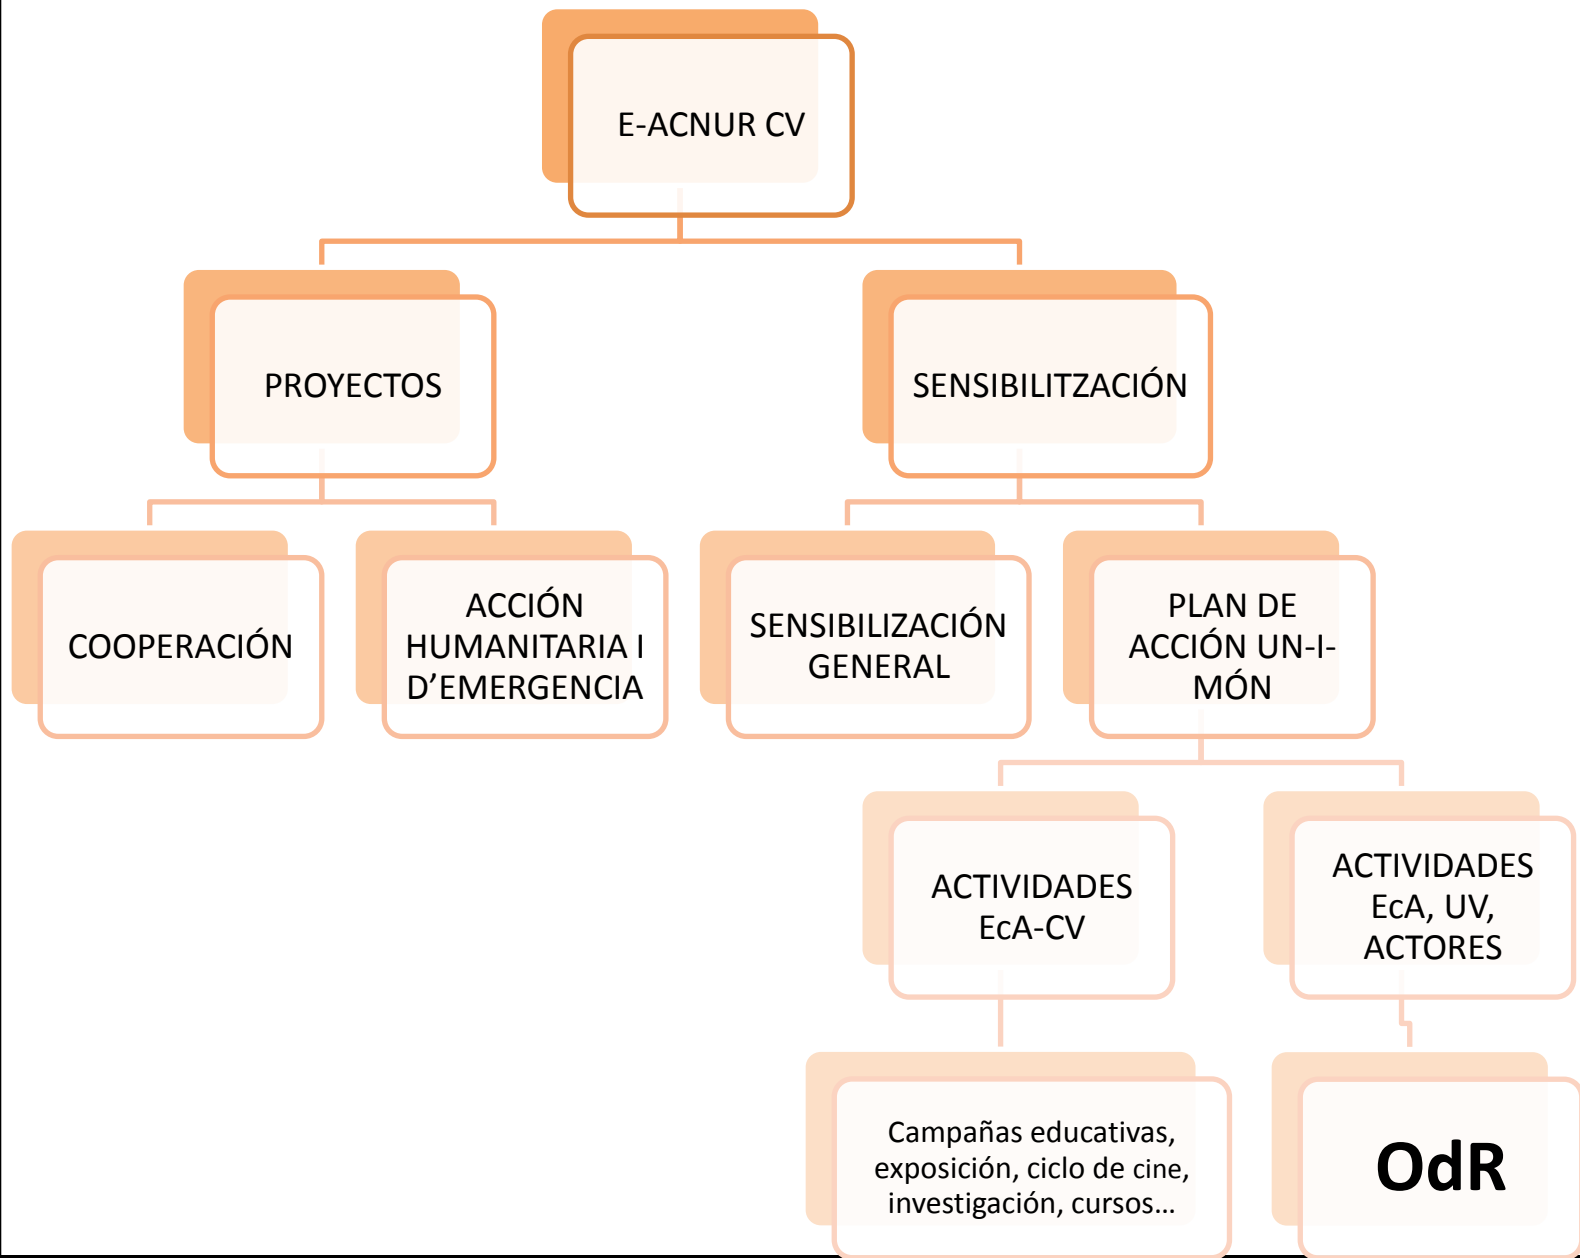 E-ACNUR CV
PROYECTOS
SENSIBILITZACIÓN
COOPERACIÓN
ACCIÓN
HUMANITARIA I
D’EMERGENCIA
SENSIBILIZACIÓN
GENERAL
PLAN DE
ACCIÓN UN-I-
MÓN
ACTIVIDADES
EcA-CV
ACTIVIDADES
EcA, UV,
ACTORES
Campañas educativas,
exposición, ciclo de cine,
investigación, cursos…
OdR